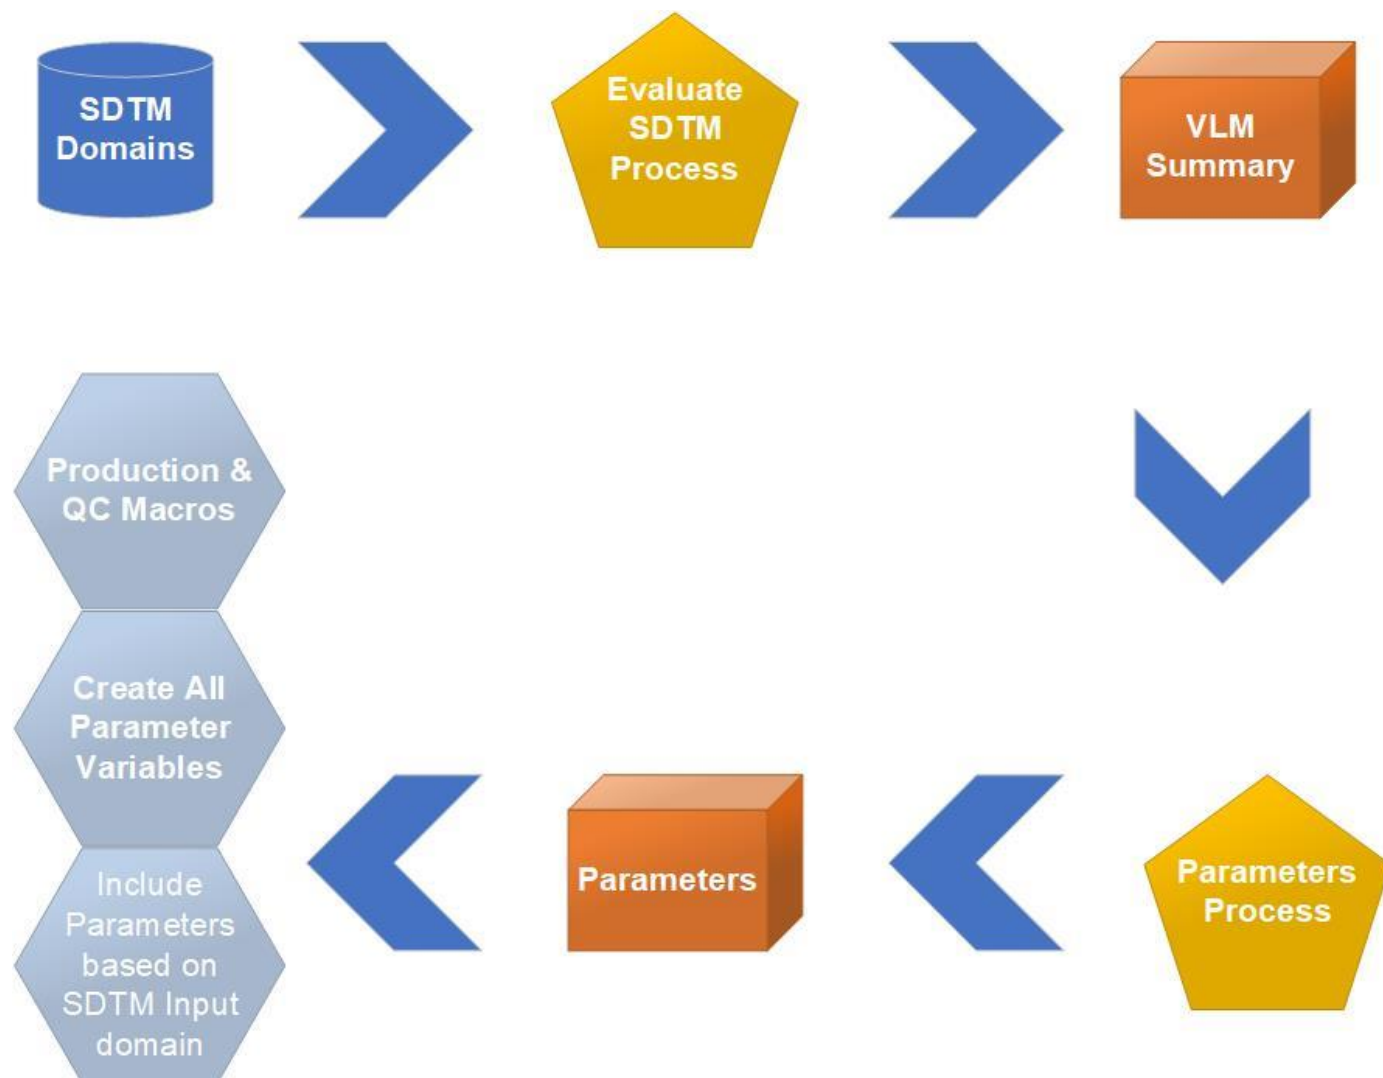 SDTM
Domains
Evaluate
SDTM
Process
VLM
Summary
Production &
QC Macros
Create All
Parameter
Variables
Include
Parameters
based on
SDTM Input
domain
Parameters
Parameters
Process